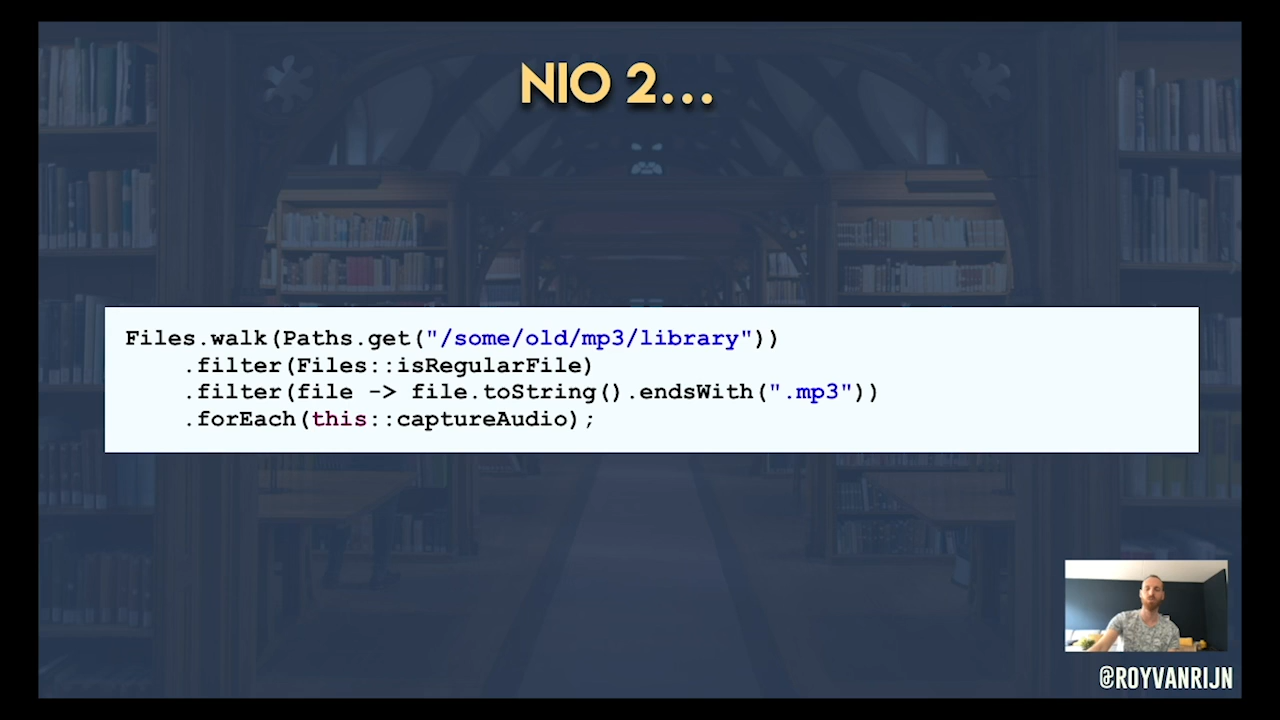 NIO 2...
Files.walk(Paths.get("/some/old/mp3/library"))
.filter(Files::isRegularFile)
.filter(file -> file.toString().endsWith(".mp3"))
.forEach(this::captureAudio);
@ROYVANRIJN